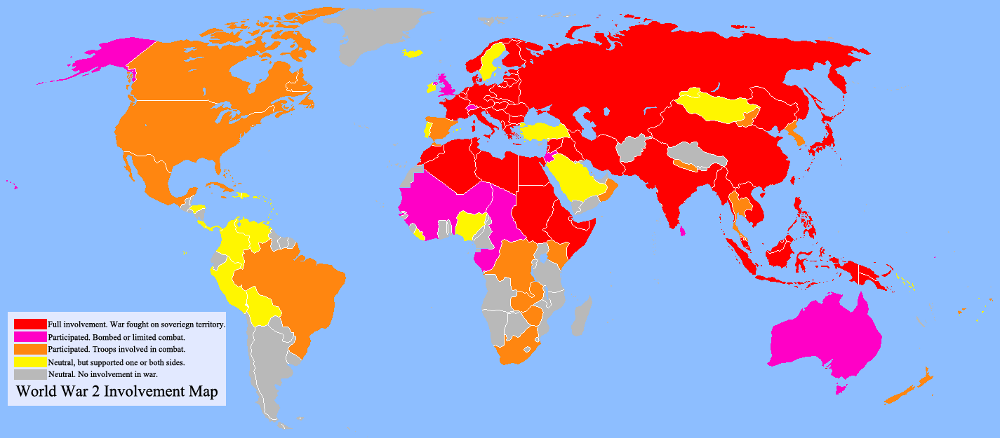 Full involvement. War fought on soveriegn territory.
Participated. Bombed or limited combat.
Participated. Troops involved in combat.
Neutral, but supported one or both sides.
Neutral. No involvement in war.
World War 2 Involvement Map